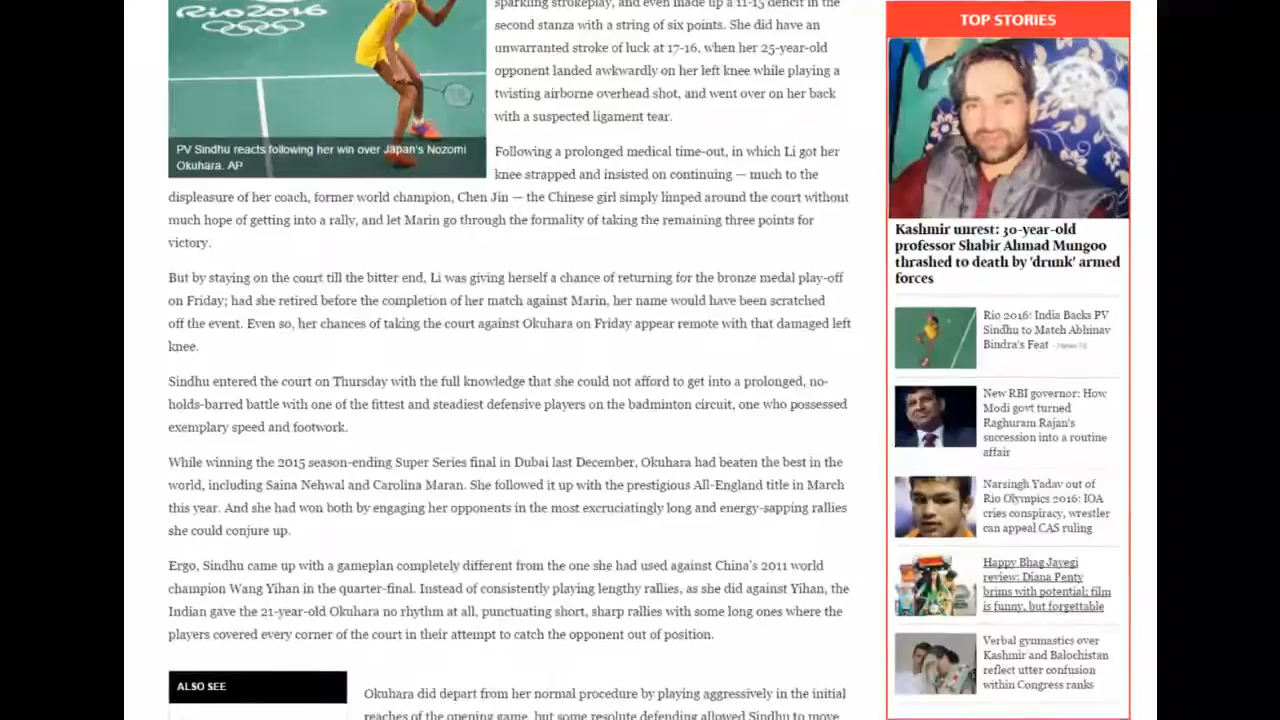 Rio2016
sparkling strokeplay, and even made up a 11-15 deficit in the
second stanza with a string of six points. She did have an
unwarranted stroke of luck at 17-16, when her 25-year-old
opponent landed awkwardly on her left knee while playing a
twisting airborne overhead shot, and went over on her back
with a suspected ligament tear.
PV Sindhu reacts following her win over Japan's Nozomi
Okuhara. AP
Following a prolonged medical time-out, in which Li got her
knee strapped and insisted on continuing — much to the
displeasure of her coach, former world champion, Chen Jin — the Chinese girl simply limped around the court without
much hope of getting into a rally, and let Marin go through the formality of taking the remaining three points for
victory.
But by staying on the court till the bitter end, Li was giving herself a chance of returning for the bronze medal play-off
on Friday; had she retired before the completion of her match against Marin, her name would have been scratched
off the event. Even so, her chances of taking the court against Okuhara on Friday appear remote with that damaged left
knee.
Sindhu entered the court on Thursday with the full knowledge that she could not afford to get into a prolonged, no-
holds-barred battle with one of the fittest and steadiest defensive players on the badminton circuit, one who possessed
exemplary speed and footwork.
While winning the 2015 season-ending Super Series final in Dubai last December, Okuhara had beaten the best in the
world, including Saina Nehwal and Carolina Maran. She followed it up with the prestigious All-England title in March
this year. And she had won both by engaging her opponents in the most excruciatingly long and energy-sapping rallies
she could conjure up.
Ergo, Sindhu came up with a gameplan completely different from the one she had used against China's 2011 world
champion Wang Yihan in the quarter-final. Instead of consistently playing lengthy rallies, as she did against Yihan, the
Indian gave the 21-year-old Okuhara no rhythm at all, punctuating short, sharp rallies with some long ones where the
players covered every corner of the court in their attempt to catch the opponent out of position.
ALSO SEE
Okuhara did depart from her normal procedure by playing aggressively in the initial
reaches of the opening game, but some resolute defending allowed Sindhu to move
TOP STORIES
Kashmir unrest: 30-year-old
professor Shabir Ahmad Mungoo
thrashed to death by 'drunk' armed
forces
Rio 2016: India Backs PV
Sindhu to Match Abhinav
Bindra's Feat
New RBI governor: How
Modi govt turned
Raghuram Rajan's
succession into a routine
affair
Narsingh Yadav out of
Rio Olympics 2016: IOA
cries conspiracy, wrestler
can appeal CAS ruling
Happy Bhag Jayegi
review: Diana Penty
brims with potential; film
is funny, but forgettable
Verbal gymnastics over
Kashmir and Balochistan
reflect utter confusion
within Congress ranks